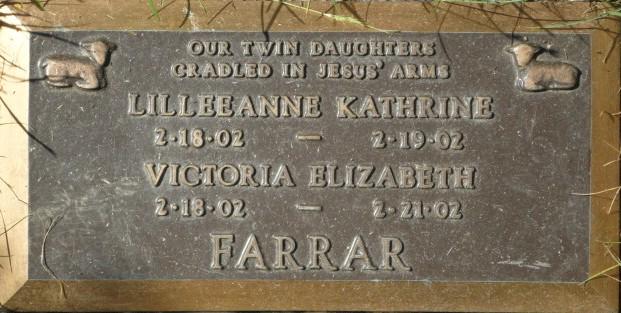 OUR TWIN DAUGHTERS
CRADLED IN JESUS' ARMS
LILLEEANNE KATHRINE
2-18-02 — 2-19-02
VICTORIA ELIZABETH
2-18-02 — 2-21-02
FARRAR